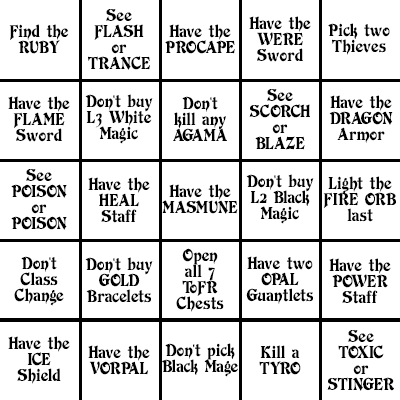 Find the
RUBY
See
FLASH
or
TRANCE
Have the
PROCAPE
Have the
WERE
Sword
Pick two
Thieves
Have the
FLAME
Sword
Don't buy
L3 White
Magic
Don't
kill any
AGAMA
See
SCORCH
or
BLAZE
Have the
DRAGON
Armor
See
POISON
or
POISON
Have the
HEAL
Staff
Have the
MASMUNE
Don't buy
L2 Black
Magic
Light the
FIRE ORB
last
Don't
Class
Change
Don't buy
GOLD
Bracelets
Open
all 7
ToFR
Chests
Have two
OPAL
Guantlets
Have the
POWER
Staff
Have the
ICE
Shield
Have the
VORPAL
Don't pick
Black Mage
Kill a
TYRO
See
TOXIC
or
STINGER